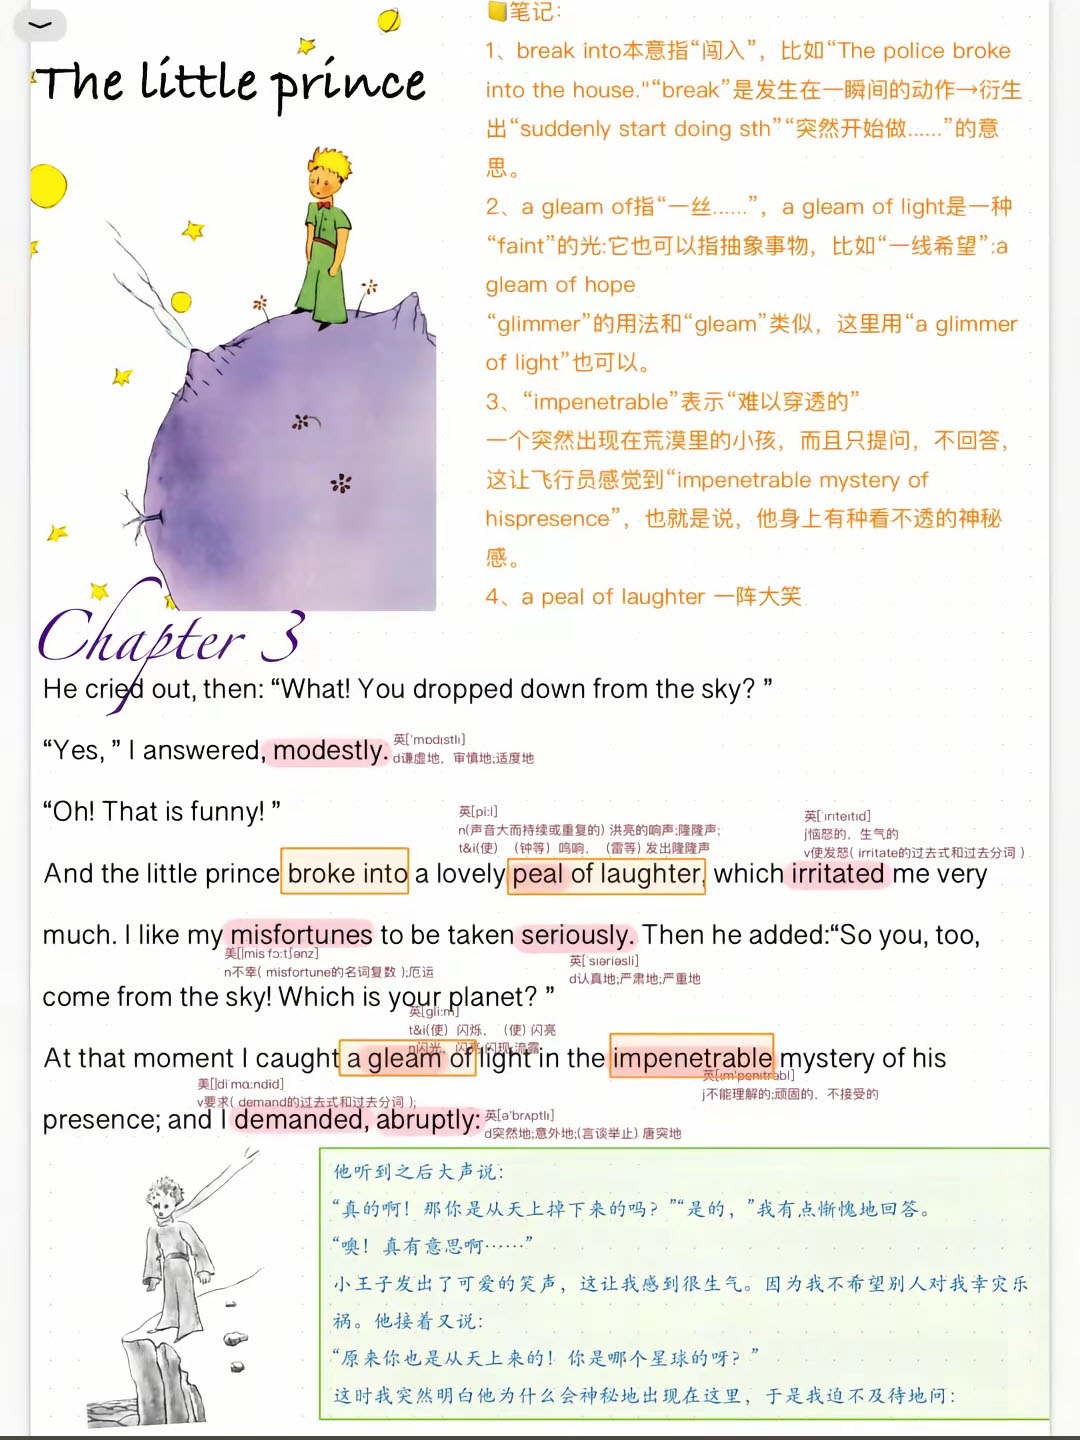 The little prince
笔记：
1、break into本意指“闯入”，比如“The police broke
into the house."“break”是发生在一瞬间的动作→衍生
出“suddenly start doing sth”“突然开始做......”的意
思。
2、a gleam of指“一丝......”，a gleam of light是一种
“faint”的光:它也可以指抽象事物，比如“一线希望”:a
gleam of hope
“glimmer”的用法和“gleam”类似，这里用“a glimmer
of light”也可以。
3、“impenetrable”表示“难以穿透的”
一个突然出现在荒漠里的小孩，而且只提问，不回答，
这让飞行员感觉到“impenetrable mystery of
hispresence”，也就是说，他身上有种看不透的神秘
感。
4、a peal of laughter 一阵大笑
Chapter 3
He cried out, then: “What! You dropped down from the sky? ”
“Yes, ” I answered, modestly.
英[ˈmɒdɪstlɪ]
d谦虚地，审慎地;适度地
“Oh! That is funny! ”
英[pi:l]
n(声音大而持续或重复的) 洪亮的响声;隆隆声;
t&i(使) （钟等）鸣响，（雷等）发出隆隆声
英[ˈɪrɪteɪtɪd]
j恼怒的，生气的
v使发怒( irritate的过去式和过去分词 )
And the little prince broke into a lovely peal of laughter, which irritated me very
much. I like my misfortunes to be taken seriously. Then he added:“So you, too,
美[ˌmɪsˈfɔ:tʃənz]
n不幸( misfortune的名词复数 );厄运
英[ˈsɪəriəsli]
d认真地;严肃地;严重地
come from the sky! Which is your planet? ”
英[gli:m]
t&i(使）闪烁，（使) 闪亮
n闪光，闪亮;闪现;流露
At that moment I caught a gleam of light in the impenetrable mystery of his
英[ɪmˈpenɪtrəbl]
j不能理解的;顽固的，不接受的
美[dɪˈmɑ:ndid]
v要求( demand的过去式和过去分词 );
presence; and I demanded, abruptly:
英[əˈbrʌptlɪ]
d突然地;意外地;(言谈举止) 唐突地
他听到之后大声说：
“真的啊！那你是从天上掉下来的吗？”“是的，”我有点惭愧地回答。
“噢！真有意思啊……”
小王子发出了可爱的笑声，这让我感到很生气。因为我不希望别人对我幸灾乐
祸。他接着又说：
“原来你也是从天上来的！你是哪个星球的呀？”
这时我突然明白他为什么会神秘地出现在这里，于是我迫不及待地问：